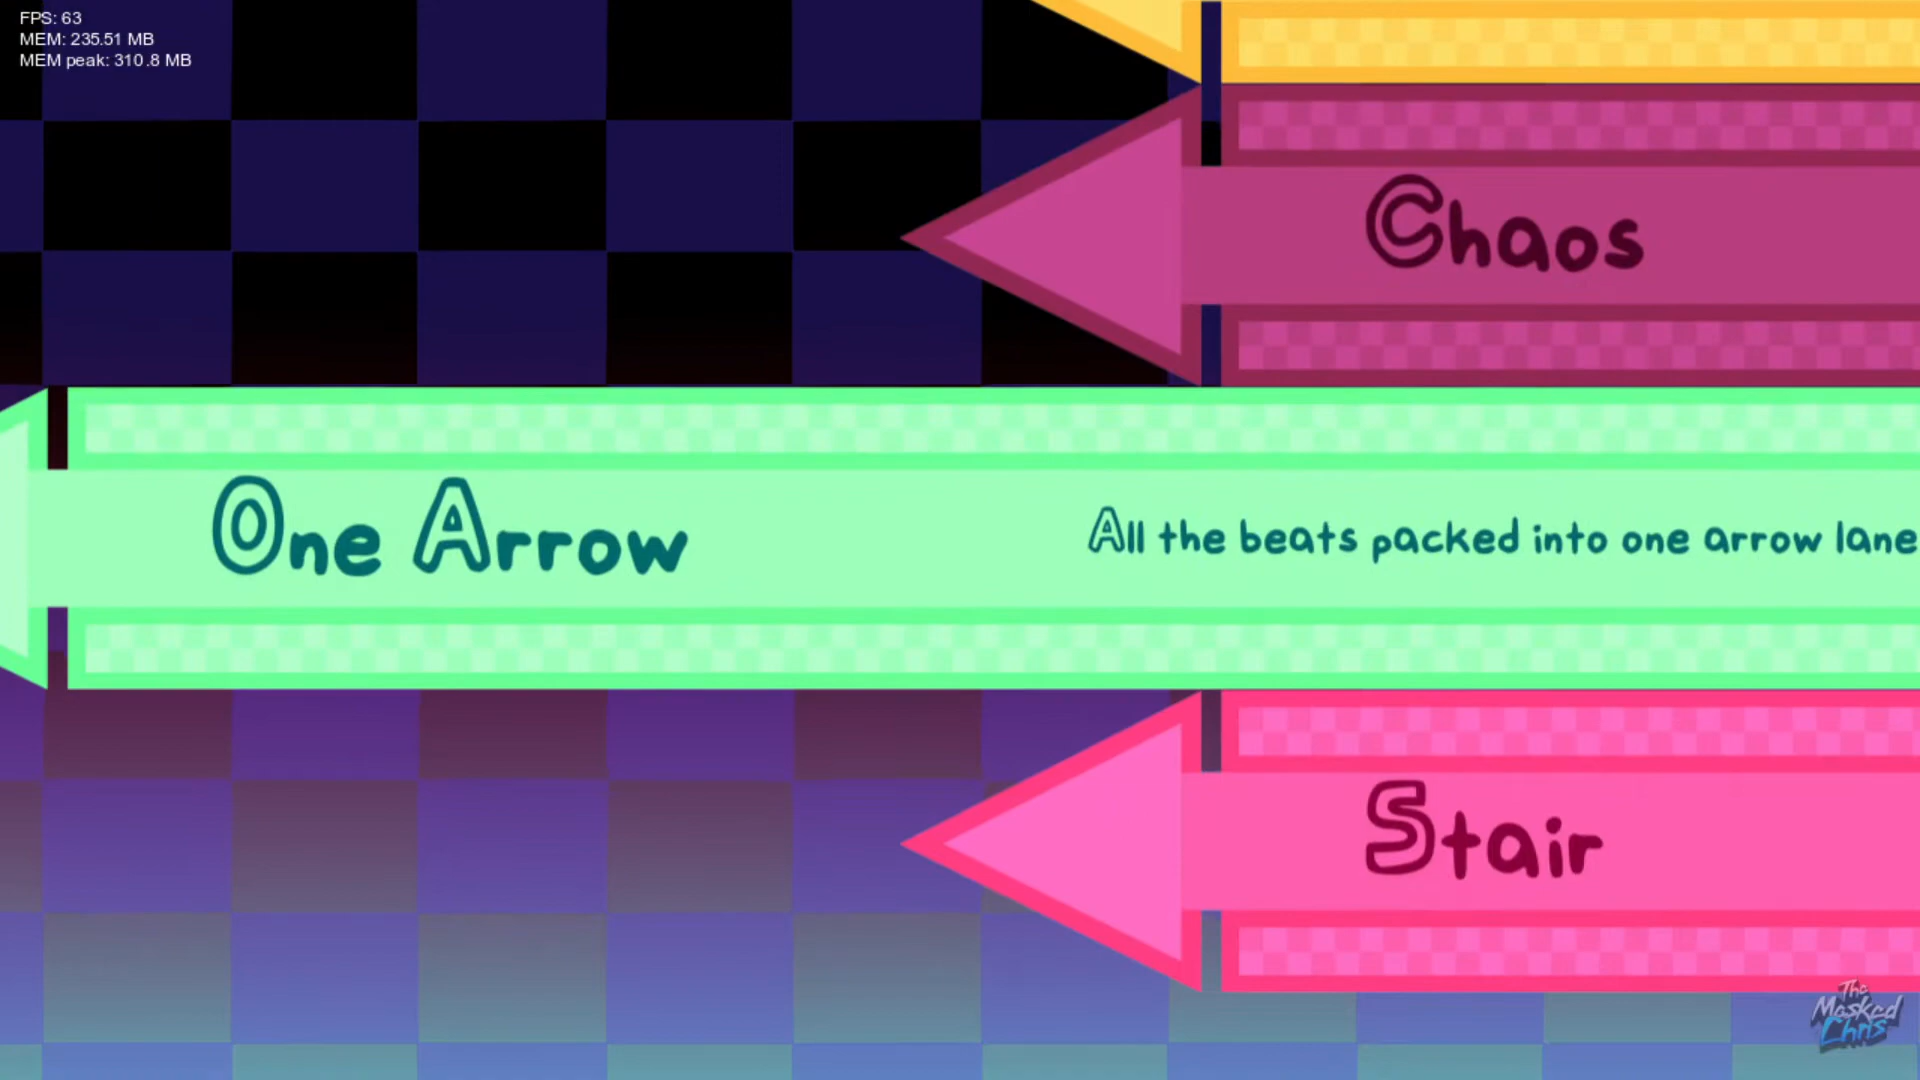 FPS: 63
MEM: 235.51 MB
MEM peak: 310.8 MB
Chaos
One Arrow
All the beats packed into one arrow lane
Stair
The
Masked
Chris